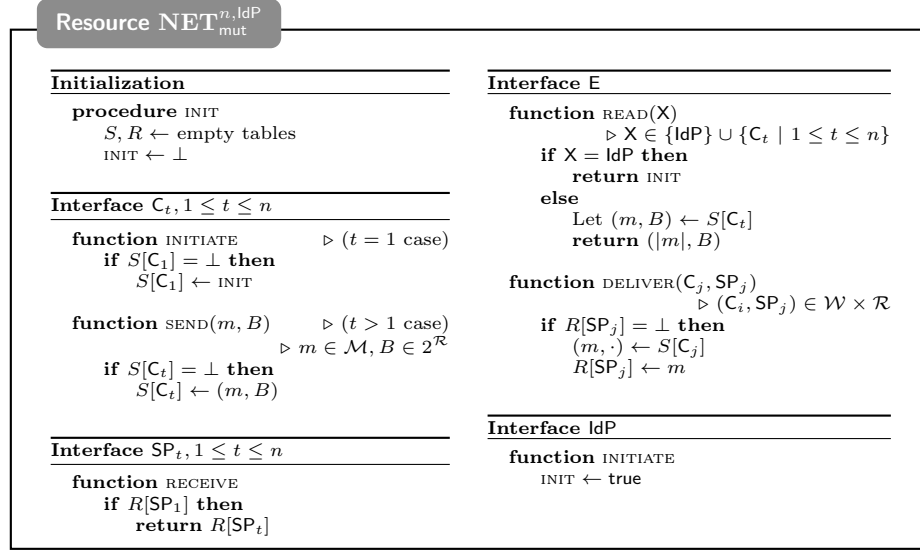 Resource NET^{n,IdP}_{mut}
Initialization
procedure INIT
S, R ← empty tables
INIT ← ⊥
Interface C_t, 1 ≤ t ≤ n
function INITIATE ▷ (t = 1 case)
if S[C_1] = ⊥ then
S[C_1] ← INIT
function SEND(m, B) ▷ (t > 1 case)
▷ m ∈ ℳ, B ∈ 2^ℛ
if S[C_t] = ⊥ then
S[C_t] ← (m, B)
Interface SP_t, 1 ≤ t ≤ n
function RECEIVE
if R[SP_1] then
return R[SP_t]
Interface E
function READ(X)
▷ X ∈ {IdP} ∪ {C_t | 1 ≤ t ≤ n}
if X = IdP then
return INIT
else
Let (m, B) ← S[C_t]
return (|m|, B)
function DELIVER(C_j, SP_j)
▷ (C_i, SP_j) ∈ 𝒲 × ℛ
if R[SP_j] = ⊥ then
(m, ·) ← S[C_j]
R[SP_j] ← m
Interface IdP
function INITIATE
INIT ← true